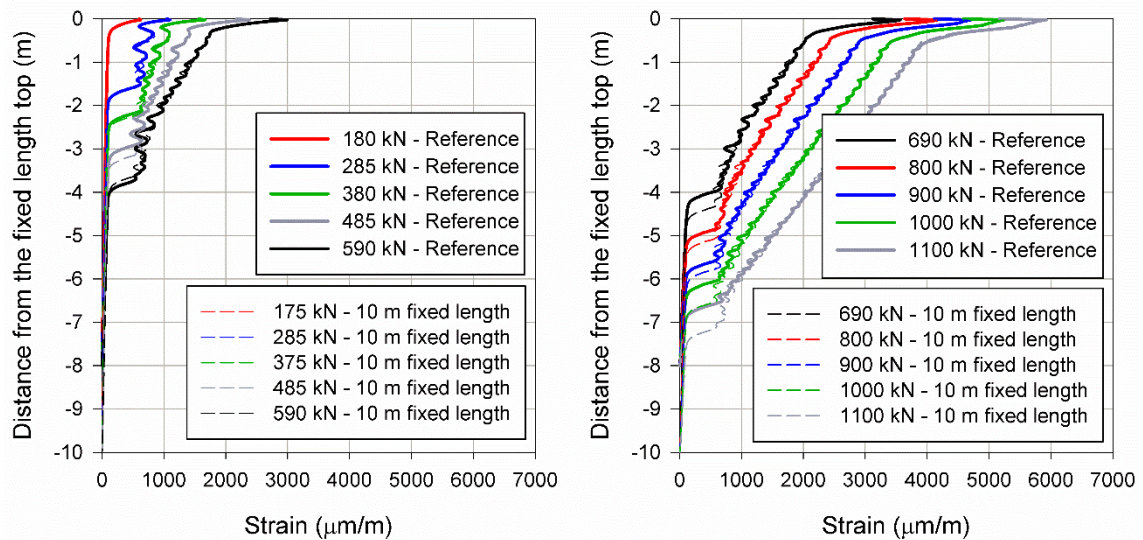 Distance from the fixed length top (m)
0
-1
-2
-3
-4
-5
-6
-7
-8
-9
-10
180 kN - Reference
285 kN - Reference
380 kN - Reference
485 kN - Reference
590 kN - Reference
175 kN - 10 m fixed length
285 kN - 10 m fixed length
375 kN - 10 m fixed length
485 kN - 10 m fixed length
590 kN - 10 m fixed length
0 1000 2000 3000 4000 5000 6000 7000
Strain (μm/m)
Distance from the fixed length top (m)
0
-1
-2
-3
-4
-5
-6
-7
-8
-9
-10
690 kN - Reference
800 kN - Reference
900 kN - Reference
1000 kN - Reference
1100 kN - Reference
690 kN - 10 m fixed length
800 kN - 10 m fixed length
900 kN - 10 m fixed length
1000 kN - 10 m fixed length
1100 kN - 10 m fixed length
0 1000 2000 3000 4000 5000 6000 7000
Strain (μm/m)